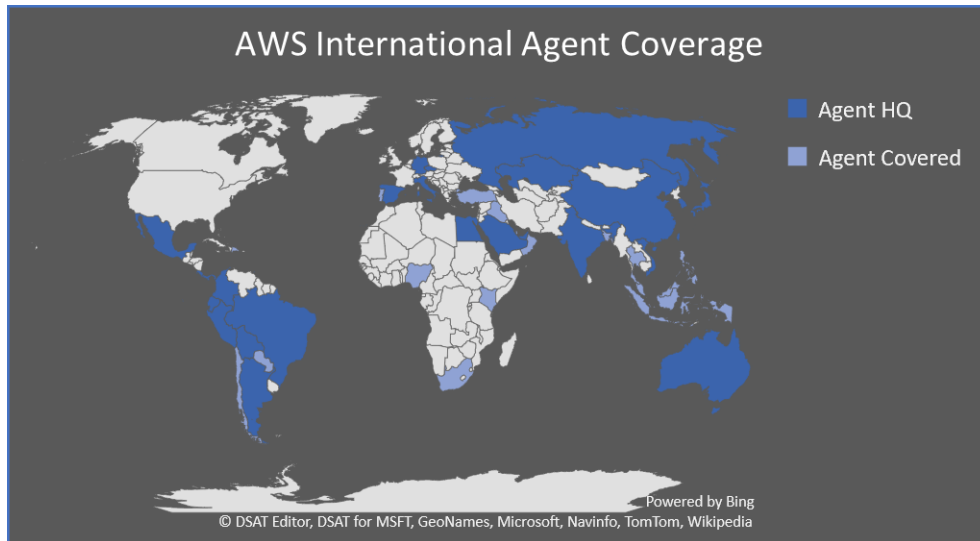 AWS International Agent Coverage
Agent HQ
Agent Covered
Powered by Bing
© DSAT Editor, DSAT for MSFT, GeoNames, Microsoft, Navinfo, TomTom, Wikipedia